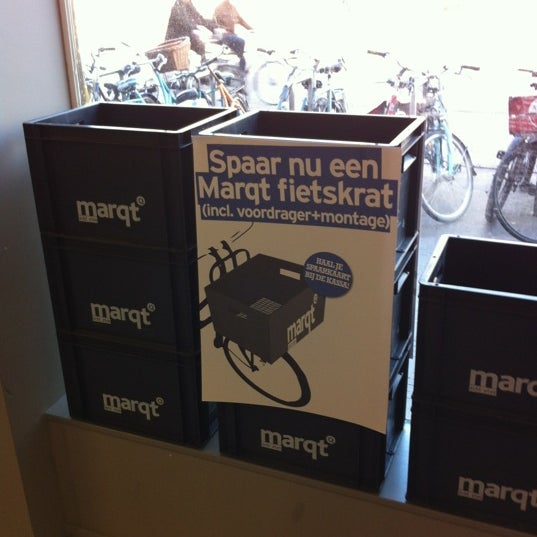 Spaar nu een
Marqt fietskrat
(incl. voordrager+montage)
HAAL JE
SPAARKAART
BIJ DE KASSA!
marqt
marqt
marqt
marqt
marqt
marqt
marqt